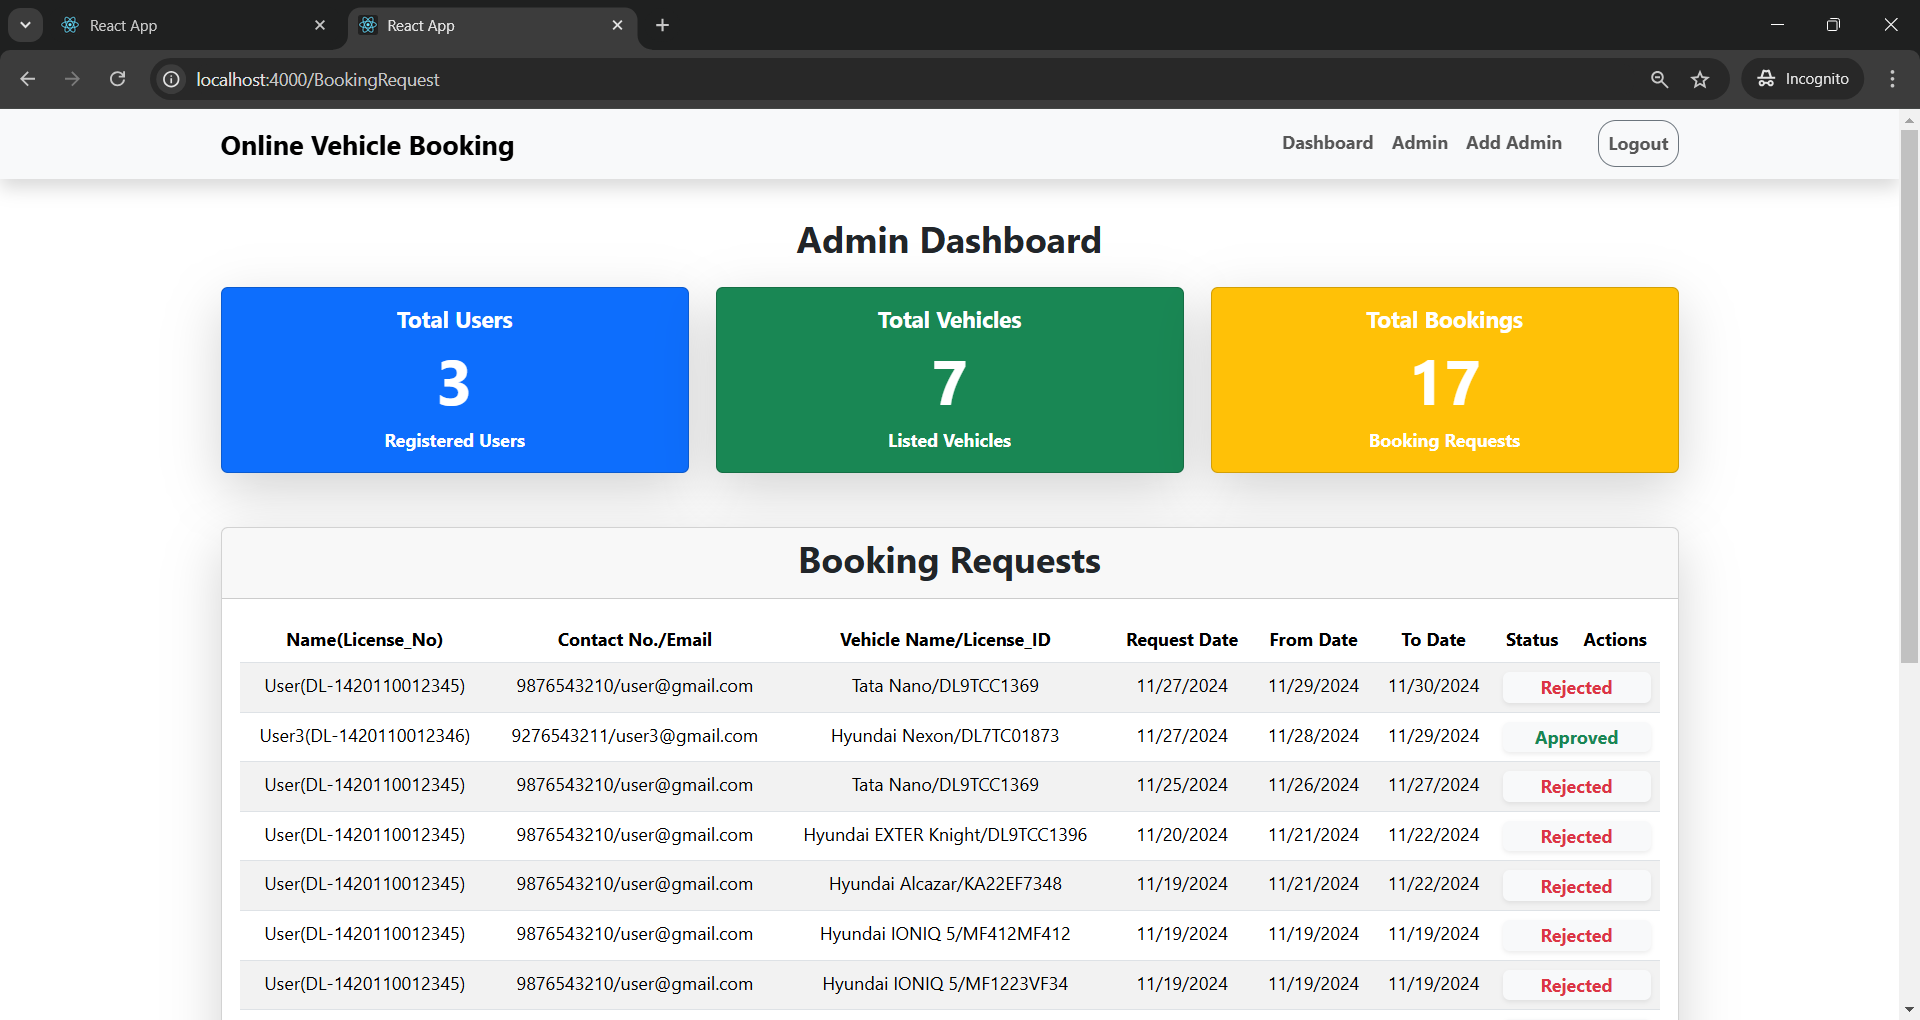 React App
React App
localhost:4000/BookingRequest
Incognito
Online Vehicle Booking
Dashboard Admin Add Admin Logout
Admin Dashboard
Total Users
3
Registered Users
Total Vehicles
7
Listed Vehicles
Total Bookings
17
Booking Requests
Booking Requests
Name(License_No) Contact No./Email Vehicle Name/License_ID Request Date From Date To Date Status Actions
User(DL-1420110012345) 9876543210/user@gmail.com Tata Nano/DL9TCC1369 11/27/2024 11/29/2024 11/30/2024 Rejected
User3(DL-1420110012346) 9276543211/user3@gmail.com Hyundai Nexon/DL7TC01873 11/27/2024 11/28/2024 11/29/2024 Approved
User(DL-1420110012345) 9876543210/user@gmail.com Tata Nano/DL9TCC1369 11/25/2024 11/26/2024 11/27/2024 Rejected
User(DL-1420110012345) 9876543210/user@gmail.com Hyundai EXTER Knight/DL9TCC1396 11/20/2024 11/21/2024 11/22/2024 Rejected
User(DL-1420110012345) 9876543210/user@gmail.com Hyundai Alcazar/KA22EF7348 11/19/2024 11/21/2024 11/22/2024 Rejected
User(DL-1420110012345) 9876543210/user@gmail.com Hyundai IONIQ 5/MF412MF412 11/19/2024 11/19/2024 11/19/2024 Rejected
User(DL-1420110012345) 9876543210/user@gmail.com Hyundai IONIQ 5/MF1223VF34 11/19/2024 11/19/2024 11/19/2024 Rejected